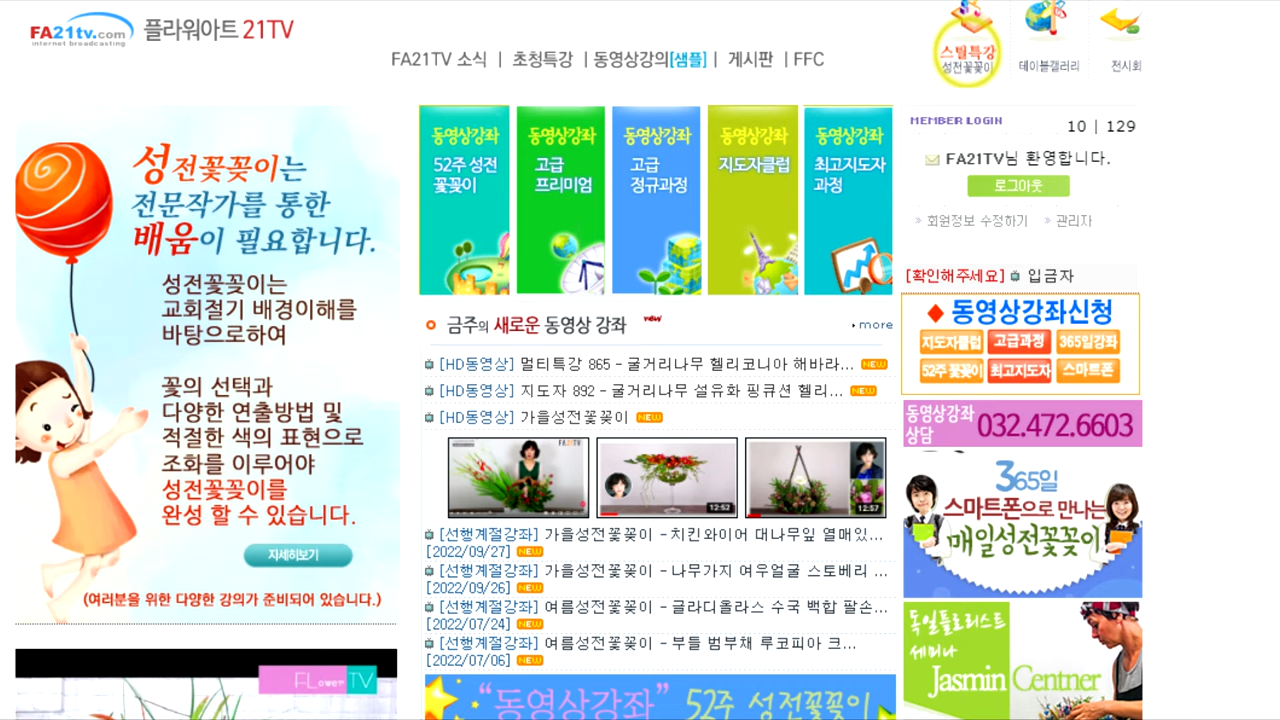 FA21tv.com 플라워아트 21TV
internet broadcasting
FA21TV 소식 | 초청특강 | 동영상강의[샘플] | 게시판 | FFC
스텔특강
성전꽃꽂이
테이블갤러리
전시회
성전꽃꽂이는
전문작가를 통한
배움이 필요합니다.
성전꽃꽂이는
교회절기 배경이해를
바탕으로하여
꽃의 선택과
다양한 연출방법 및
적절한 색의 표현으로
조화를 이루어야
성전꽃꽂이를
완성 할 수 있습니다.
자세히보기
(여러분을 위한 다양한 강의가 준비되어 있습니다.)
FLower TV
동영상강좌
52주 성전
꽃꽂이
동영상강좌
고급
프리미엄
동영상강좌
고급
정규과정
동영상강좌
지도자클럽
동영상강좌
최고지도자
과정
금주의 새로운 동영상 강좌 new
more
[HD동영상] 멀티특강 865 - 굴거리나무 헬리코니아 해바라... NEW
[HD동영상] 지도자 892 - 굴거리나무 설유화 핑큐션 헬리... NEW
[HD동영상] 가을성전꽃꽂이 NEW
FA21TV
12:52
12:57
[선행계절강좌] 가을성전꽃꽂이 - 치킨와이어 대나무잎 열매있...
[2022/09/27] NEW
[선행계절강좌] 가을성전꽃꽂이 - 나무가지 여우얼굴 스토베리 ...
[2022/09/26] NEW
[선행계절강좌] 여름성전꽃꽂이 - 글라디올라스 수국 백합 팔손...
[2022/07/24] NEW
[선행계절강좌] 여름성전꽃꽂이 - 부들 범부채 루코피아 크...
[2022/07/06] NEW
"동영상강좌" 52주 성전꽃꽂이
MEMBER LOGIN
10 | 129
FA21TV님 환영합니다.
로그아웃
» 회원정보 수정하기 » 관리자
[확인해주세요] 입금자
◆ 동영상강좌신청
지도자클럽 고급과정 365일강좌
52주 꽃꽂이 최고지도자 스마트폰
동영상강좌
상담
032.472.6603
365일
스마트폰으로 만나는
매일성전꽃꽂이
독일플로리스트
세미나
Jasmin Centner